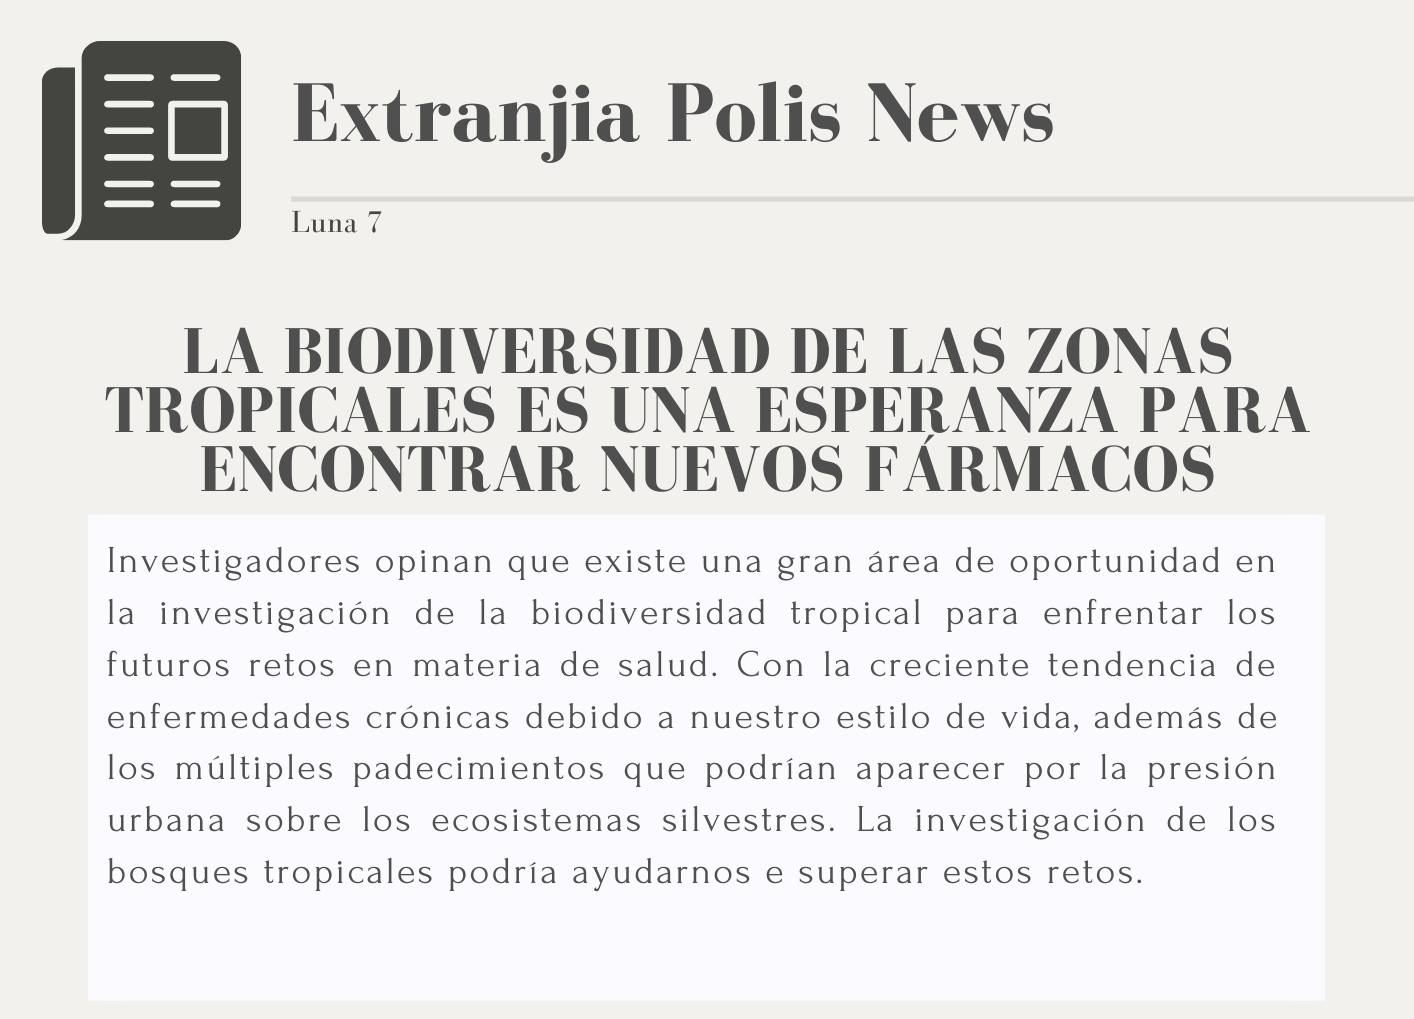 Extranjia Polis News
Luna 7
LA BIODIVERSIDAD DE LAS ZONAS
TROPICALES ES UNA ESPERANZA PARA
ENCONTRAR NUEVOS FÁRMACOS
Investigadores opinan que existe una gran área de oportunidad en
la investigación de la biodiversidad tropical para enfrentar los
futuros retos en materia de salud. Con la creciente tendencia de
enfermedades crónicas debido a nuestro estilo de vida, además de
los múltiples padecimientos que podrían aparecer por la presión
urbana sobre los ecosistemas silvestres. La investigación de los
bosques tropicales podría ayudarnos e superar estos retos.